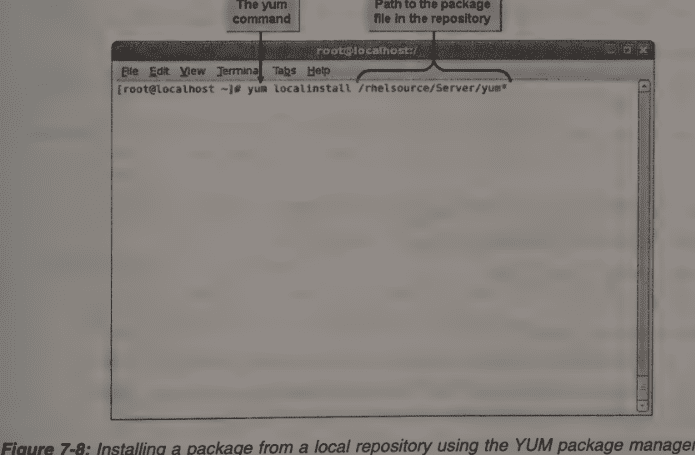 The yum
command
Path to the package
file in the repository
root@localhost:/
File Edit View Terminal Tabs Help
[root@localhost ~]# yum localinstall /rhelsource/Server/yum*
Figure 7-8: Installing a package from a local repository using the YUM package manager